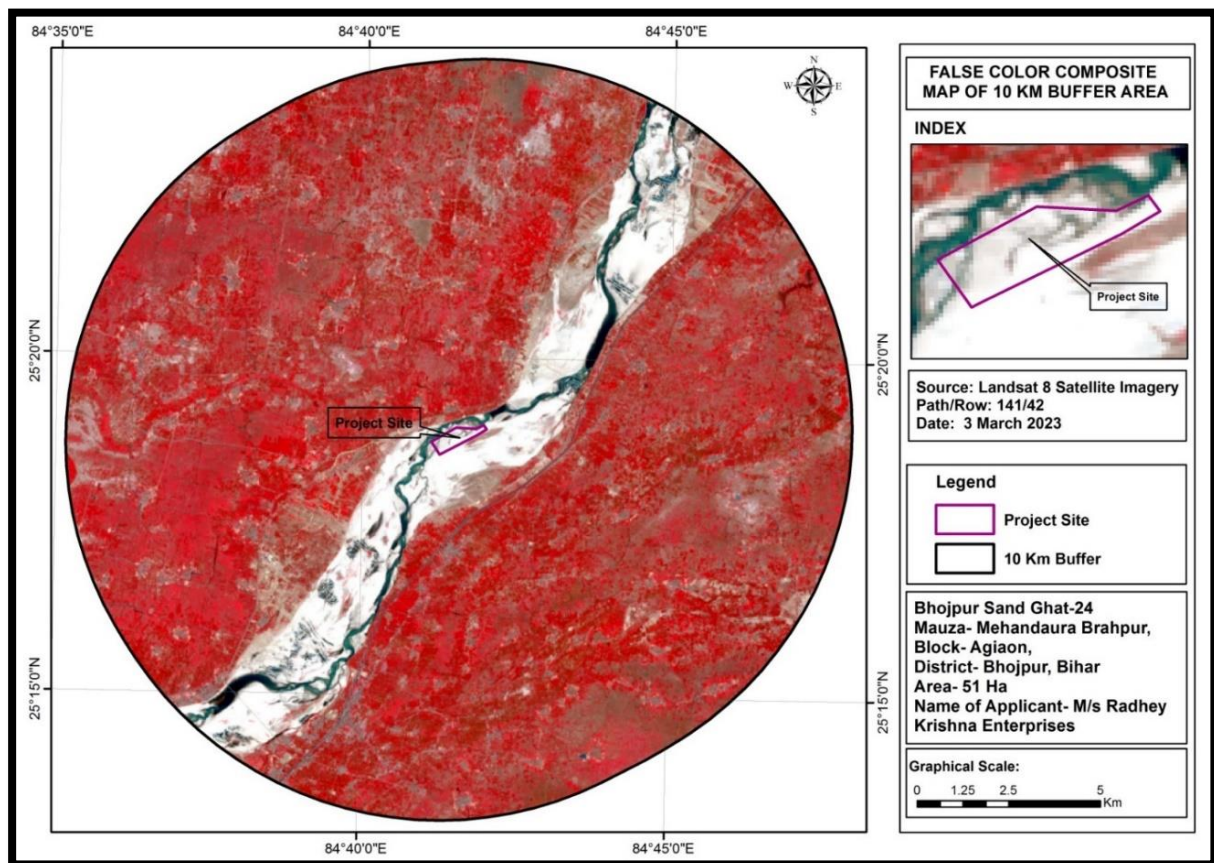 84°35'0"E
84°40'0"E
84°45'0"E
N
W E
S
25°20'0"N
25°20'0"N
Project Site
25°15'0"N
25°15'0"N
84°40'0"E
84°45'0"E
FALSE COLOR COMPOSITE
MAP OF 10 KM BUFFER AREA
INDEX
Project Site
Source: Landsat 8 Satellite Imagery
Path/Row: 141/42
Date: 3 March 2023
Legend
Project Site
10 Km Buffer
Bhojpur Sand Ghat-24
Mauza- Mehandaura Brahpur,
Block- Agiaon,
District- Bhojpur, Bihar
Area- 51 Ha
Name of Applicant- M/s Radhey
Krishna Enterprises
Graphical Scale:
0 1.25 2.5 5
Km